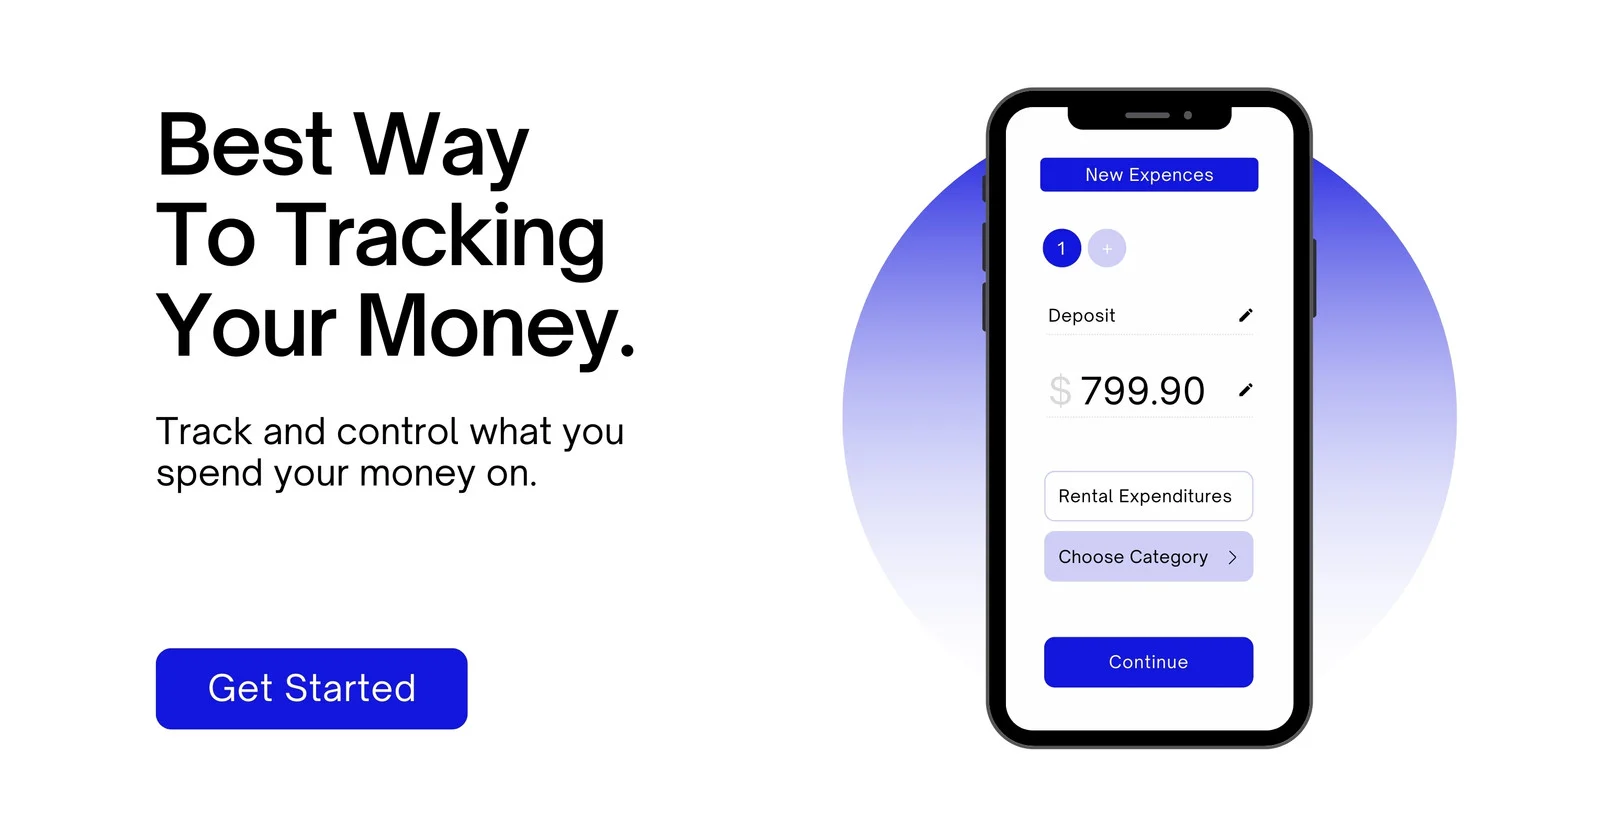 Best Way
To Tracking
Your Money.
Track and control what you
spend your money on.
Get Started
New Expences
1 +
Deposit
$ 799.90
Rental Expenditures
Choose Category
Continue